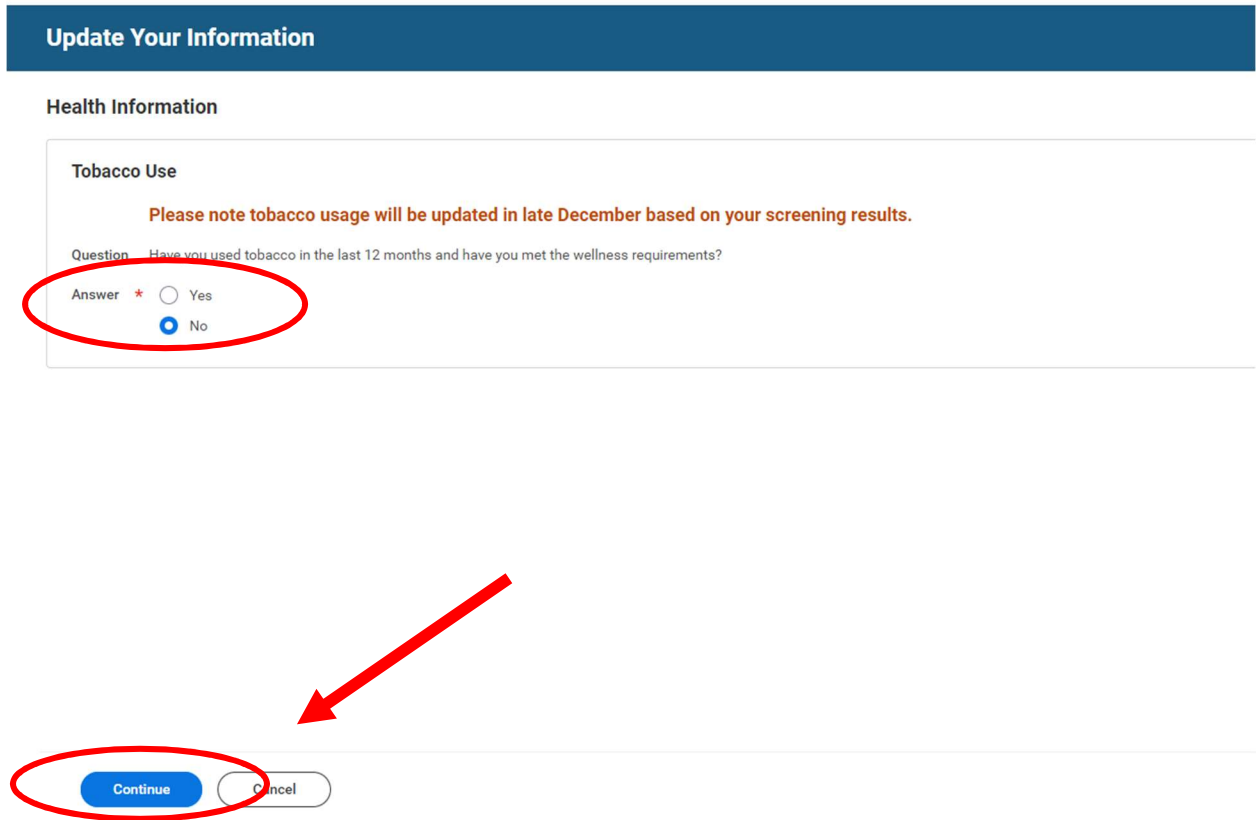 Update Your Information
Health Information
Tobacco Use
Please note tobacco usage will be updated in late December based on your screening results.
Question Have you used tobacco in the last 12 months and have you met the wellness requirements?
Answer * Yes
No
Continue Cancel